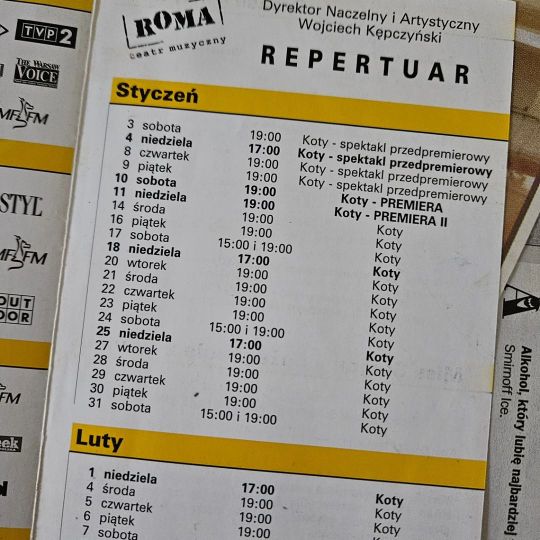 TVP2
THE WARSAW
VOICE
STYL
ROMA
teatr muzyczny
Dyrektor Naczelny i Artystyczny
Wojciech Kępczyński
REPERTUAR
Styczeń
3 sobota 19:00 Koty - spektakl przedpremierowy
4 niedziela 17:00 Koty - spektakl przedpremierowy
8 czwartek 19:00 Koty - spektakl przedpremierowy
9 piątek 19:00 Koty - spektakl przedpremierowy
10 sobota 19:00 Koty - PREMIERA
11 niedziela 19:00 Koty - PREMIERA II
14 środa 19:00 Koty
16 piątek 19:00 Koty
17 sobota 15:00 i 19:00 Koty
18 niedziela 17:00 Koty
20 wtorek 19:00 Koty
21 środa 19:00 Koty
22 czwartek 19:00 Koty
23 piątek 19:00 Koty
24 sobota 15:00 i 19:00 Koty
25 niedziela 17:00 Koty
27 wtorek 19:00 Koty
28 środa 19:00 Koty
29 czwartek 19:00 Koty
30 piątek 19:00 Koty
31 sobota 15:00 i 19:00 Koty
Luty
1 niedziela 17:00 Koty
4 środa 19:00 Koty
5 czwartek 19:00 Koty
6 piątek 19:00 Koty
7 sobota
Alkohol, który lubię najbardziej
Smirnoff Ice.